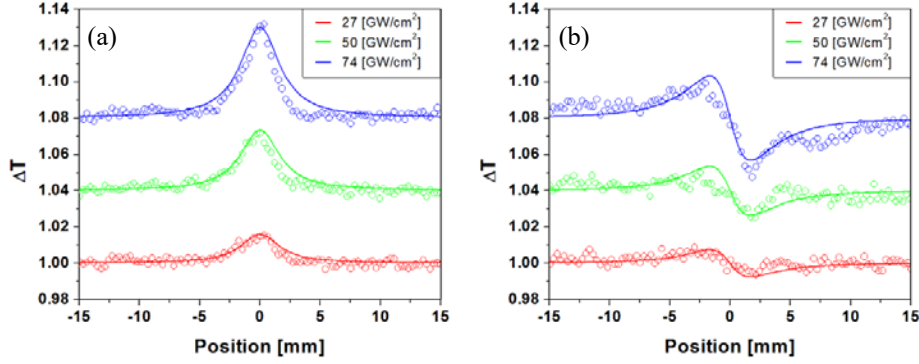 (a)
27 [GW/cm²]
50 [GW/cm²]
74 [GW/cm²]
1.14
1.12
1.10
1.08
1.06
1.04
1.02
1.00
0.98
ΔT
-15 -10 -5 0 5 10 15
Position [mm]
(b)
27 [GW/cm²]
50 [GW/cm²]
74 [GW/cm²]
1.14
1.12
1.10
1.08
1.06
1.04
1.02
1.00
0.98
ΔT
-15 -10 -5 0 5 10 15
Position [mm]